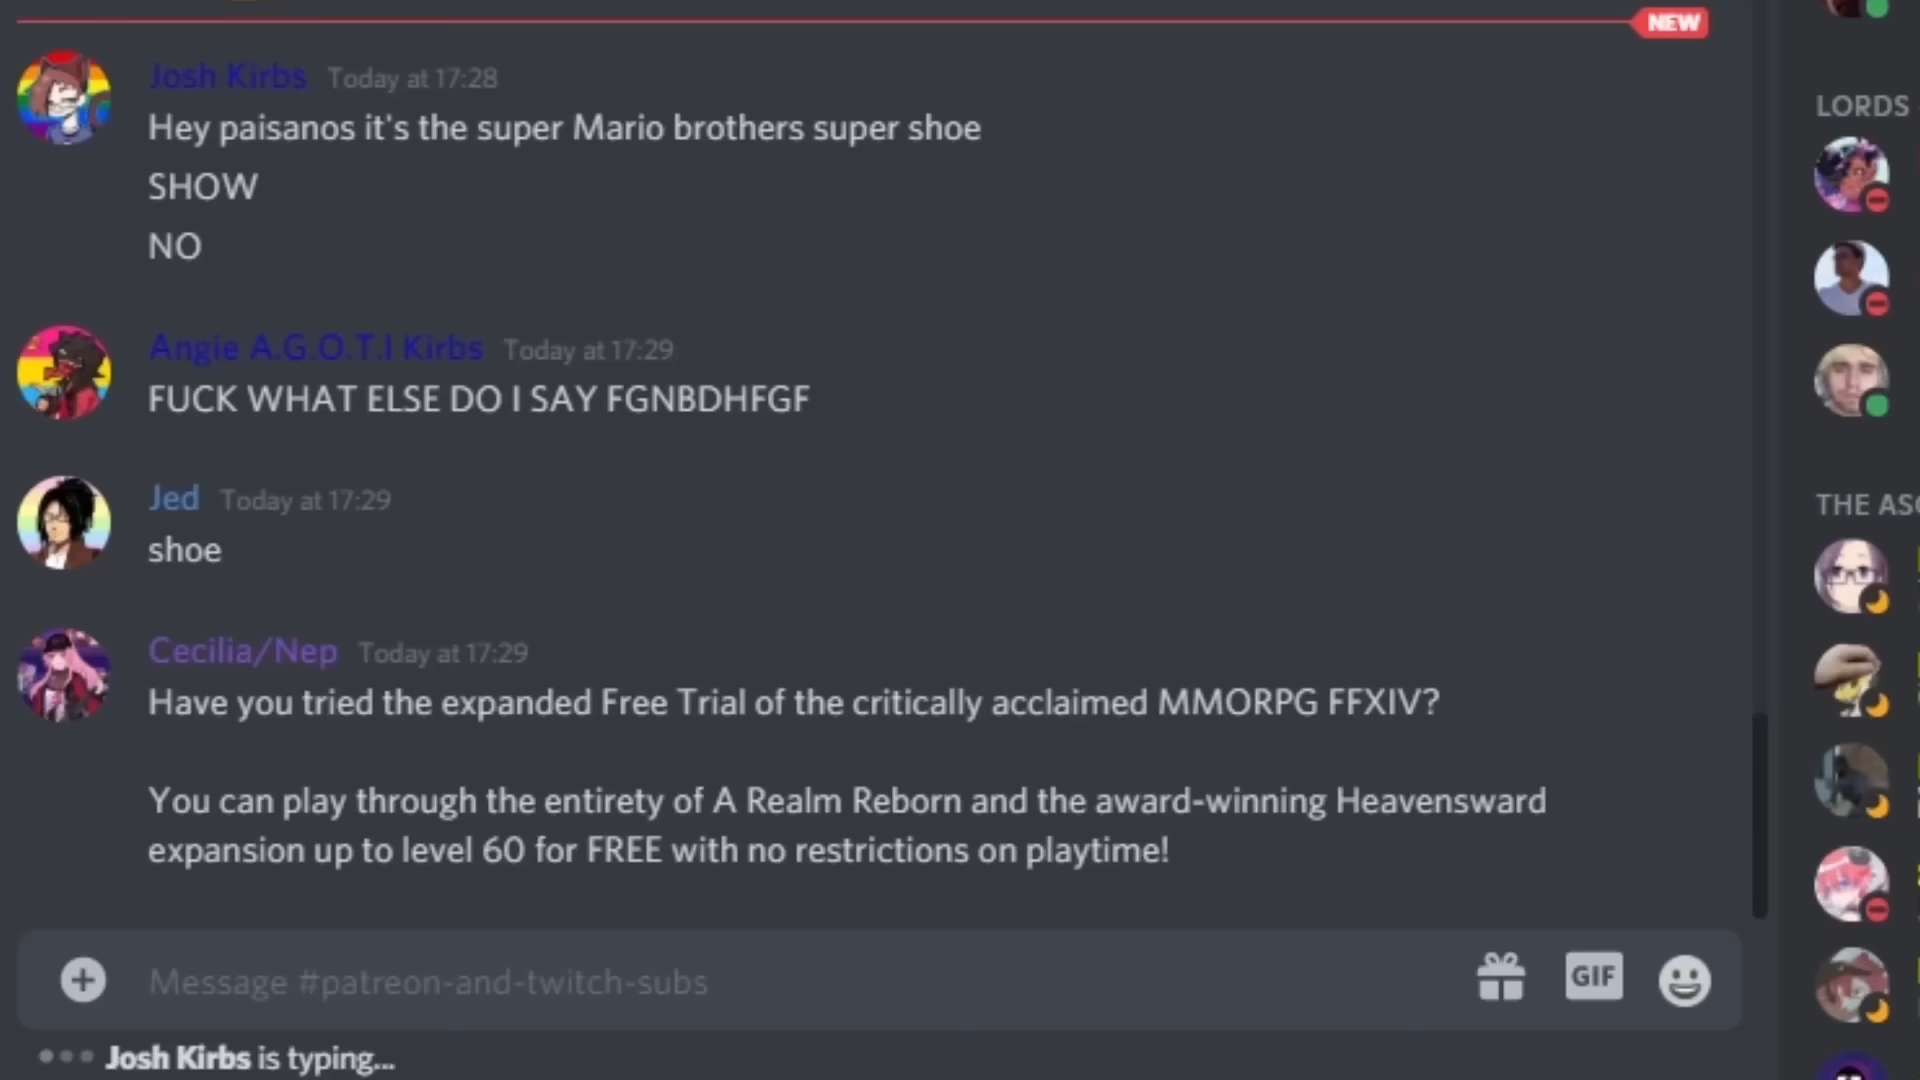 NEW
Josh Kirbs Today at 17:28
Hey paisanos it's the super Mario brothers super shoe
SHOW
NO
Angie A.G.O.T.I Kirbs Today at 17:29
FUCK WHAT ELSE DO I SAY FGNBDHFGF
Jed Today at 17:29
shoe
Cecilia/Nep Today at 17:29
Have you tried the expanded Free Trial of the critically acclaimed MMORPG FFXIV?
You can play through the entirety of A Realm Reborn and the award-winning Heavensward
expansion up to level 60 for FREE with no restrictions on playtime!
Message #patreon-and-twitch-subs
GIF
Josh Kirbs is typing...
LORDS
THE ASC